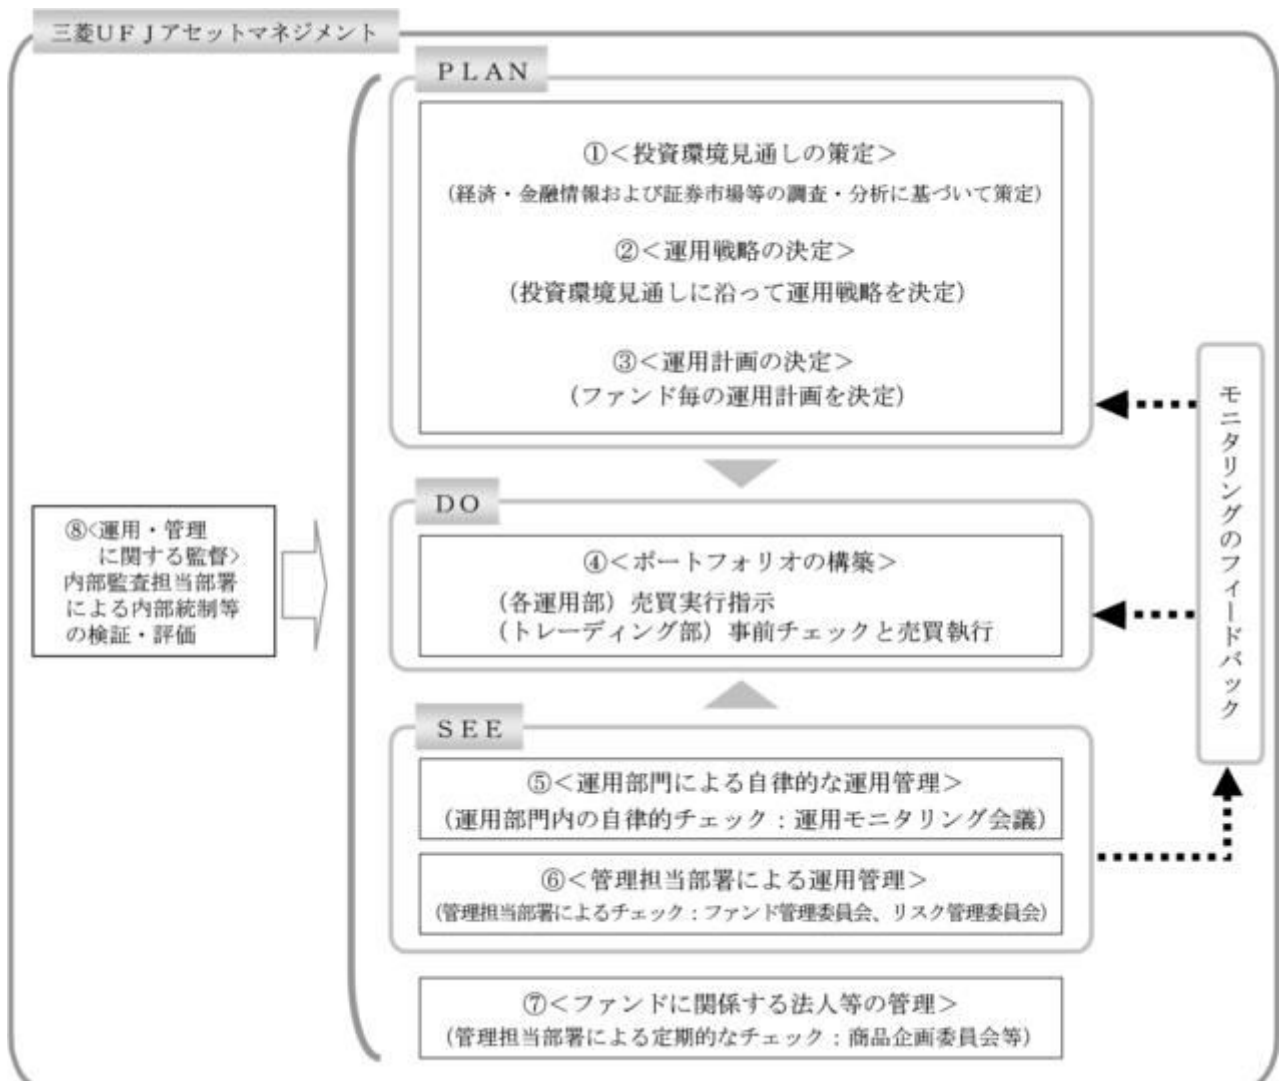 三菱ＵＦＪアセットマネジメント
ＰＬＡＮ
①＜投資環境見通しの策定＞
（経済・金融情報および証券市場等の調査・分析に基づいて策定）
②＜運用戦略の決定＞
（投資環境見通しに沿って運用戦略を決定）
③＜運用計画の決定＞
（ファンド毎の運用計画を決定）
ＤＯ
④＜ポートフォリオの構築＞
（各運用部）売買実行指示
（トレーディング部）事前チェックと売買執行
ＳＥＥ
⑤＜運用部門による自律的な運用管理＞
（運用部門内の自律的チェック：運用モニタリング会議）
⑥＜管理担当部署による運用管理＞
（管理担当部署によるチェック：ファンド管理委員会、リスク管理委員会）
⑦＜ファンドに関係する法人等の管理＞
（管理担当部署による定期的なチェック：商品企画委員会等）
⑧<運用・管理
に関する監督>
内部監査担当部署
による内部統制等
の検証・評価
モニタリングのフィードバック